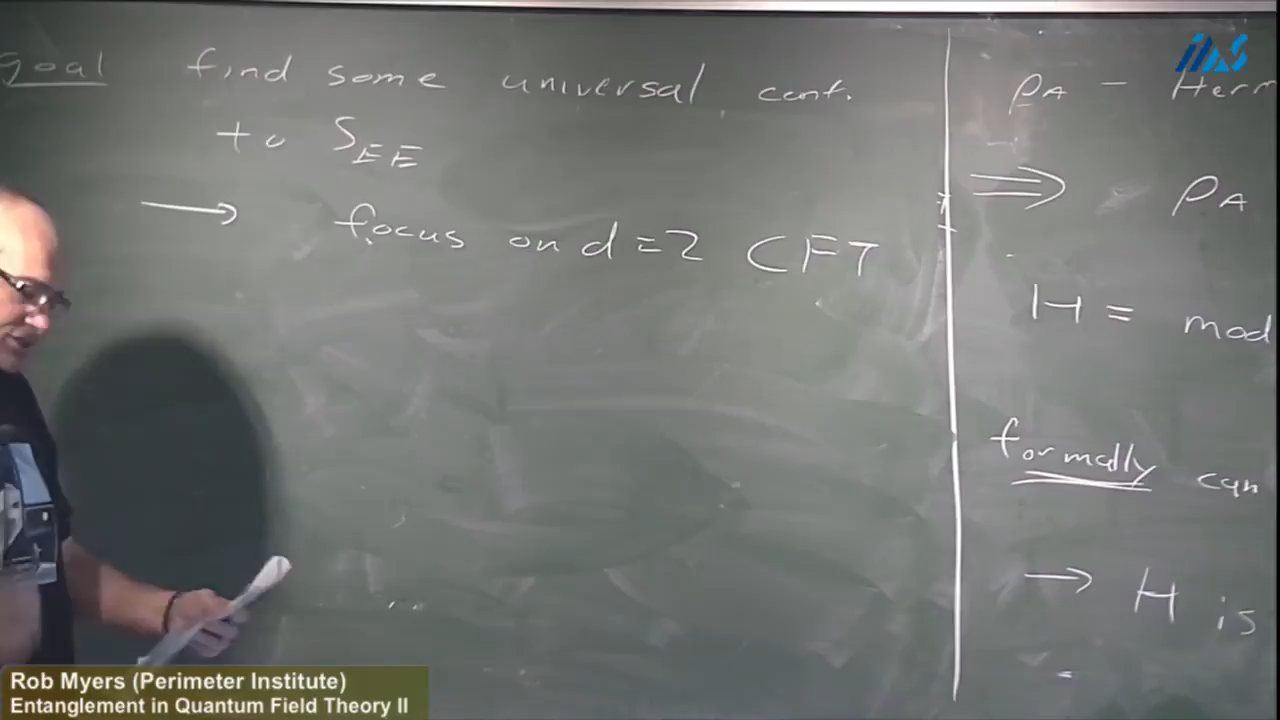 goal find some universal cont.
to S_EE
→ focus on d=2 CFT
ρ_A - Herm
⇒ ρ_A
H = mod
formally can
→ H is
IAS
Rob Myers (Perimeter Institute)
Entanglement in Quantum Field Theory II